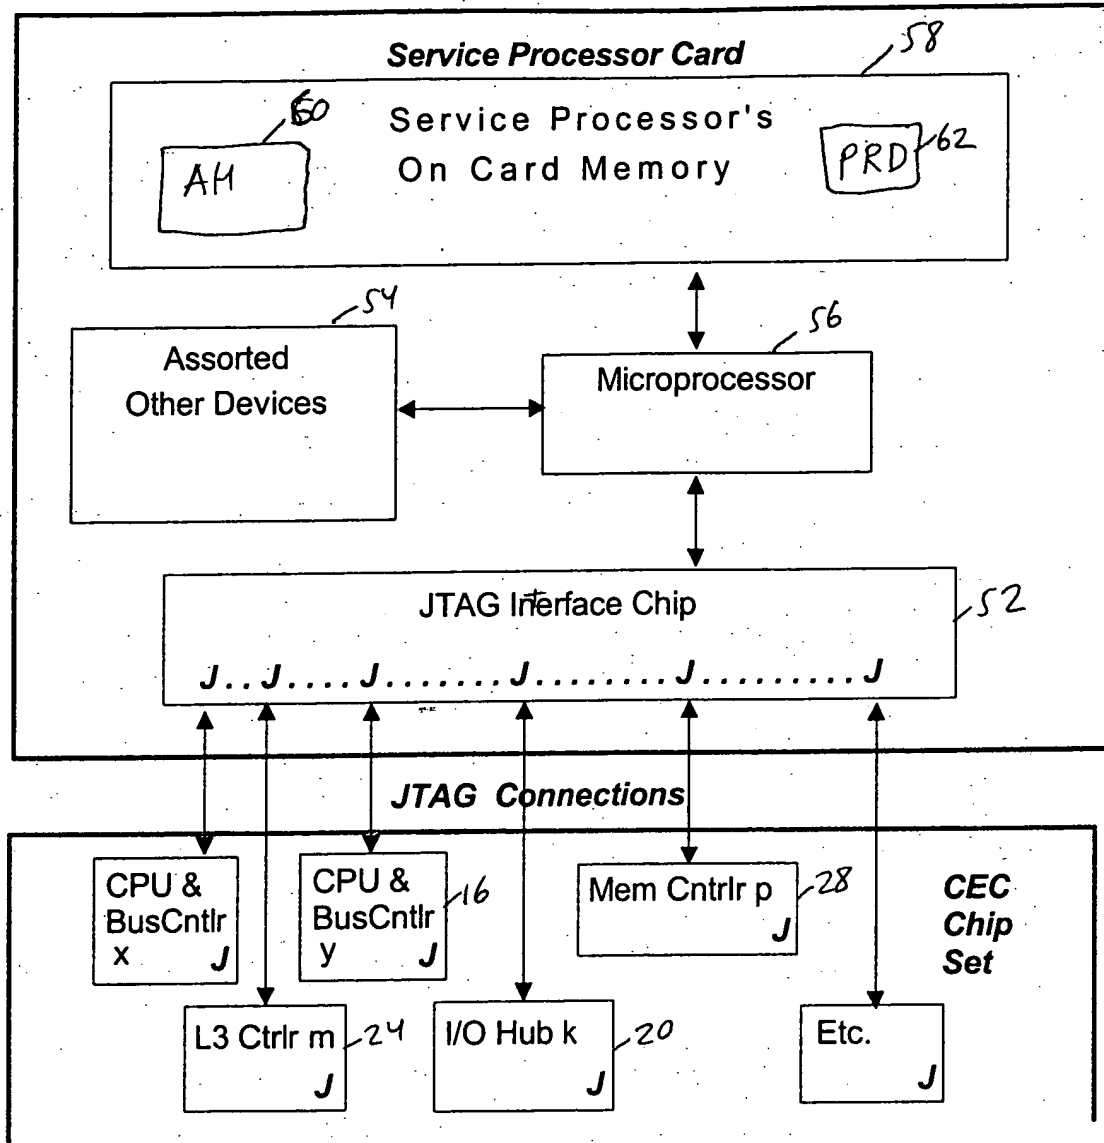 Service Processor Card
58
Service Processor's
On Card Memory
60
AH
PRD
62
54
Assorted
Other Devices
56
Microprocessor
JTAG Interface Chip
52
J..J....J.......J........J.........J
JTAG Connections
CPU &
BusCntlr
x J
CPU &
BusCntlr
y J
16
Mem Cntrlr p
J
28
CEC
Chip
Set
L3 Ctrlr m
J
24
I/O Hub k
J
20
Etc.
J